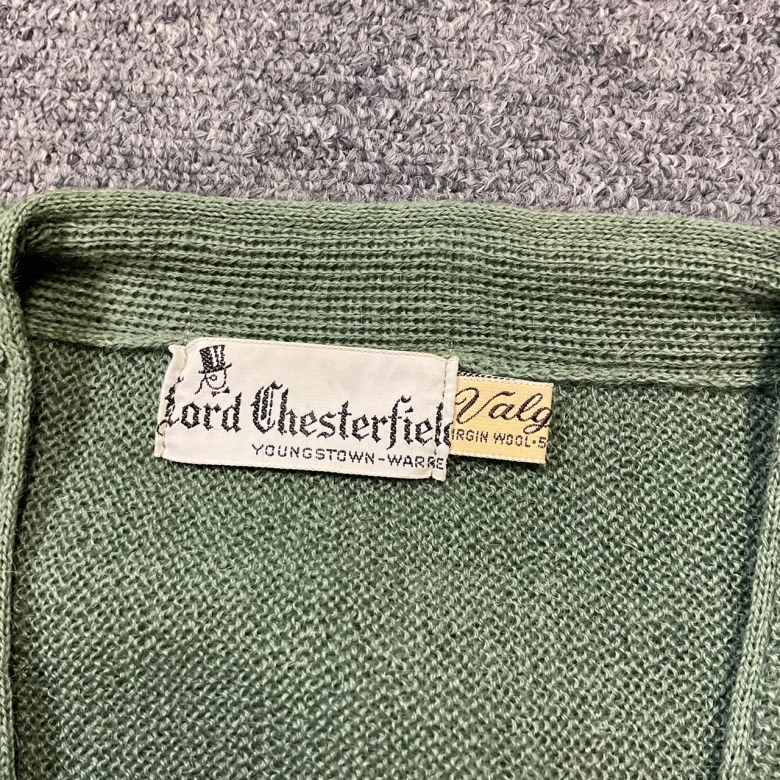 Lord Chesterfiel
YOUNGSTOWN-WARRE
Valg
IRGIN WOOL•5